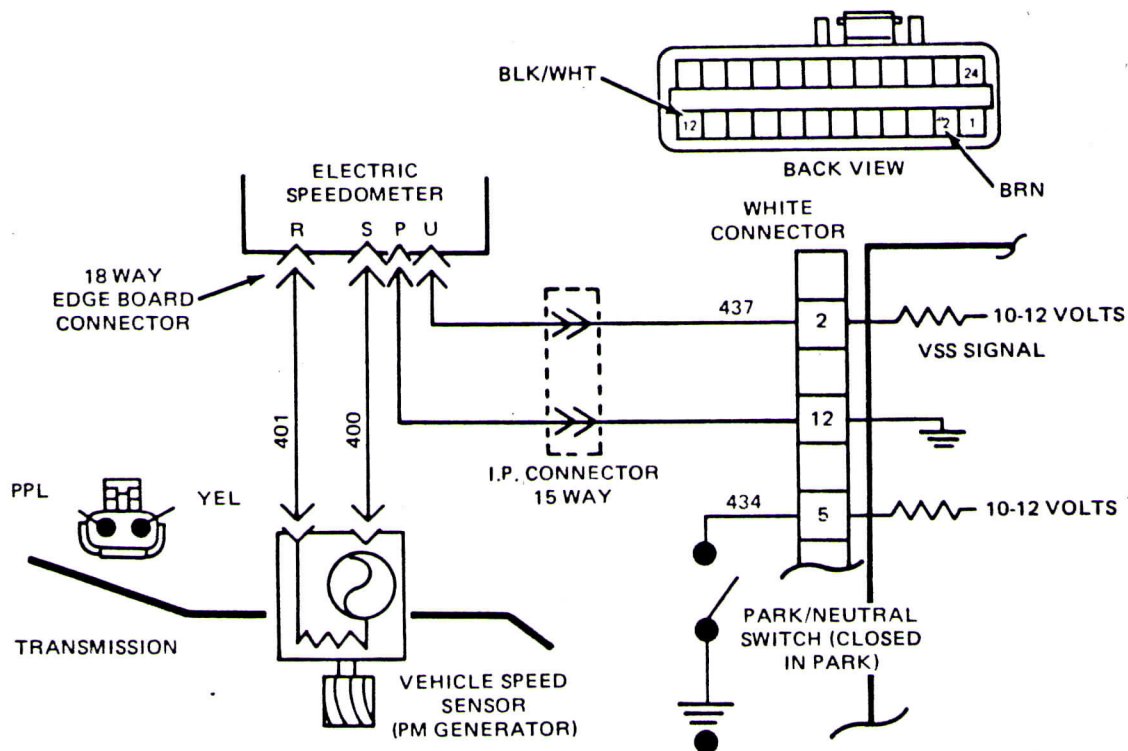 BLK/WHT
24
12
2 1
BACK VIEW
BRN
ELECTRIC
SPEEDOMETER
R S P U
18 WAY
EDGE BOARD
CONNECTOR
WHITE
CONNECTOR
437
2
10-12 VOLTS
VSS SIGNAL
12
401
400
I.P. CONNECTOR
15 WAY
434
5
10-12 VOLTS
PPL
YEL
TRANSMISSION
VEHICLE SPEED
SENSOR
(PM GENERATOR)
PARK/NEUTRAL
SWITCH (CLOSED
IN PARK)